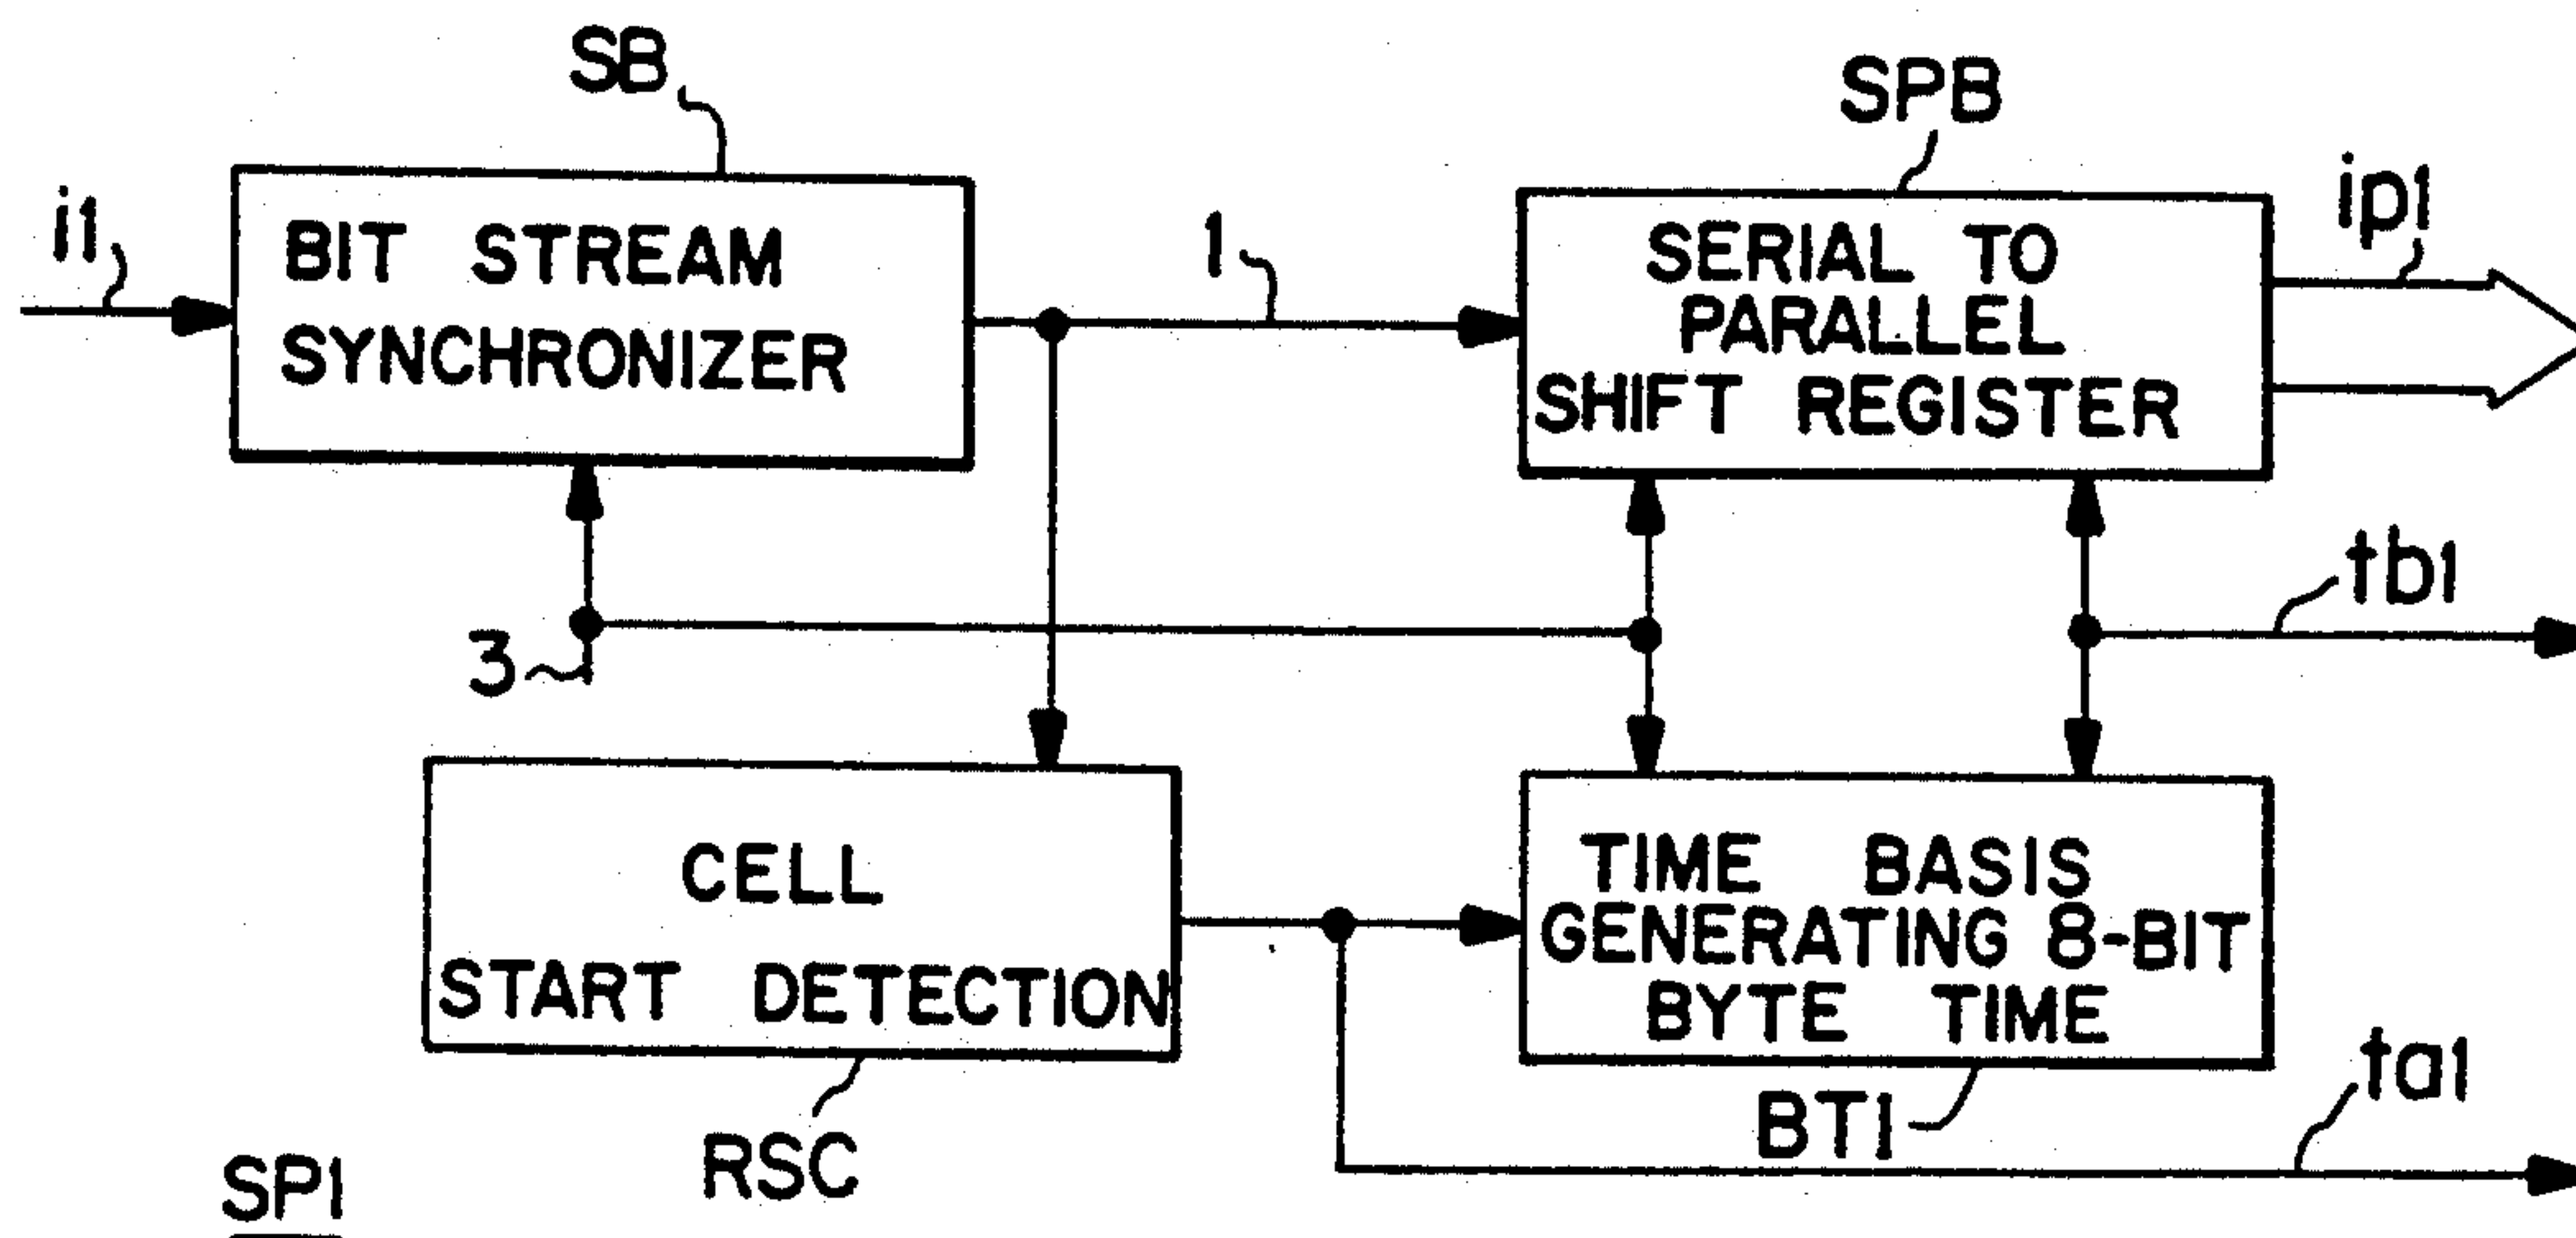 SB
SPB
i1
BIT STREAM
SYNCHRONIZER
1
SERIAL TO
PARALLEL
SHIFT REGISTER
ip1
3
tb1
CELL
START DETECTION
TIME BASIS
GENERATING 8-BIT
BYTE TIME
RSC
BT1
ta1
SP1